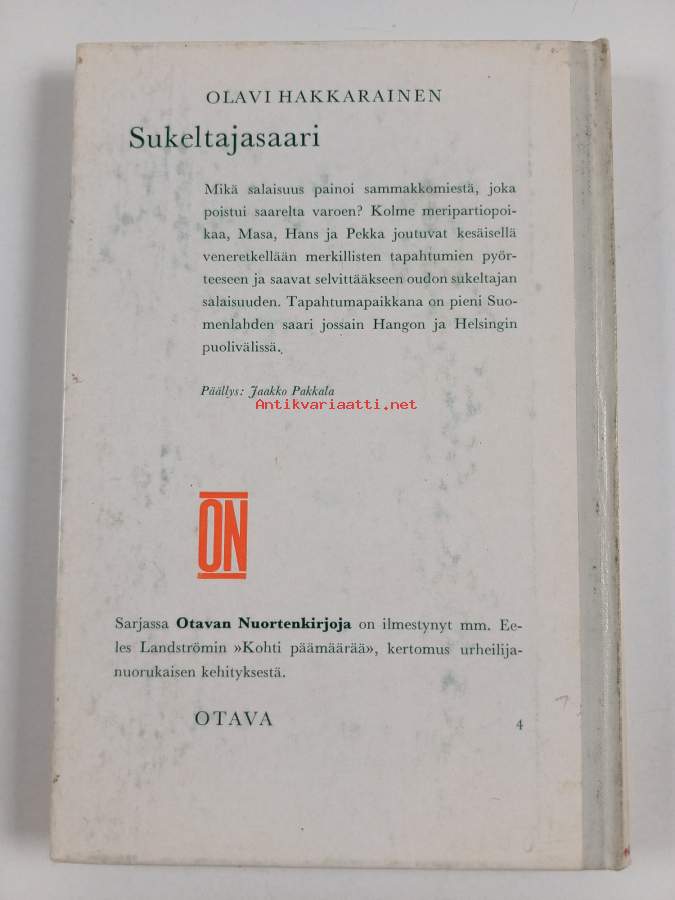 OLAVI HAKKARAINEN
Sukeltajasaari
Mikä salaisuus painoi sammakkomiestä, joka
poistui saarelta varoen? Kolme meripartiopoi-
kaa, Masa, Hans ja Pekka joutuvat kesäisellä
veneretkellään merkillisten tapahtumien pyör-
teeseen ja saavat selvittääkseen oudon sukeltajan
salaisuuden. Tapahtumapaikkana on pieni Suo-
menlahden saari jossain Hangon ja Helsingin
puolivälissä.
Päällys: Jaakko Pakkala
Antikvariaatti.net
ON
Sarjassa Otavan Nuortenkirjoja on ilmestynyt mm. Ee-
les Landströmin »Kohti päämäärää», kertomus urheilija-
nuorukaisen kehityksestä.
OTAVA 4